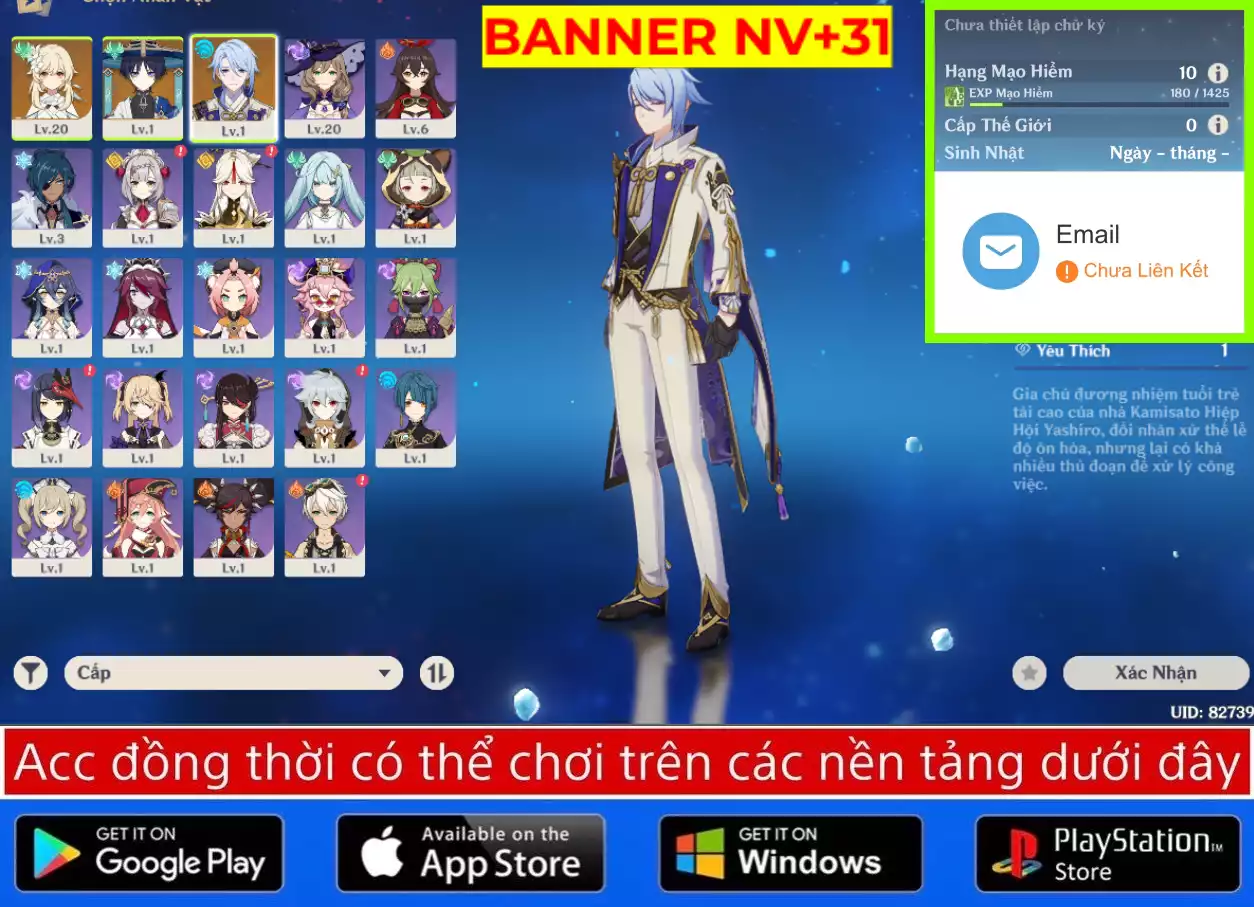 BANNER NV+31
Chưa thiết lập chữ ký
Hạng Mạo Hiểm 10
EXP Mạo Hiểm 180 / 1425
Cấp Thế Giới 0
Sinh Nhật Ngày - tháng -
Email
Chưa Liên Kết
Yêu Thích 1
Gia chủ đương nhiệm tuổi trẻ
tài cao của nhà Kamisato Hiệp
Hội Yashiro, đối nhân xử thế lễ
độ ôn hòa, nhưng lại có khá
nhiều thủ đoạn để xử lý công
việc.
Lv.20 Lv.1 Lv.1 Lv.20 Lv.6
Lv.3 Lv.1 Lv.1 Lv.1 Lv.1
Lv.1 Lv.1 Lv.1 Lv.1 Lv.1
Lv.1 Lv.1 Lv.1 Lv.1 Lv.1
Lv.1 Lv.1 Lv.1 Lv.1
Cấp
Xác Nhận
UID: 82739
Acc đồng thời có thể chơi trên các nền tảng dưới đây
GET IT ON
Google Play
Available on the
App Store
GET IT ON
Windows
PlayStation™
Store